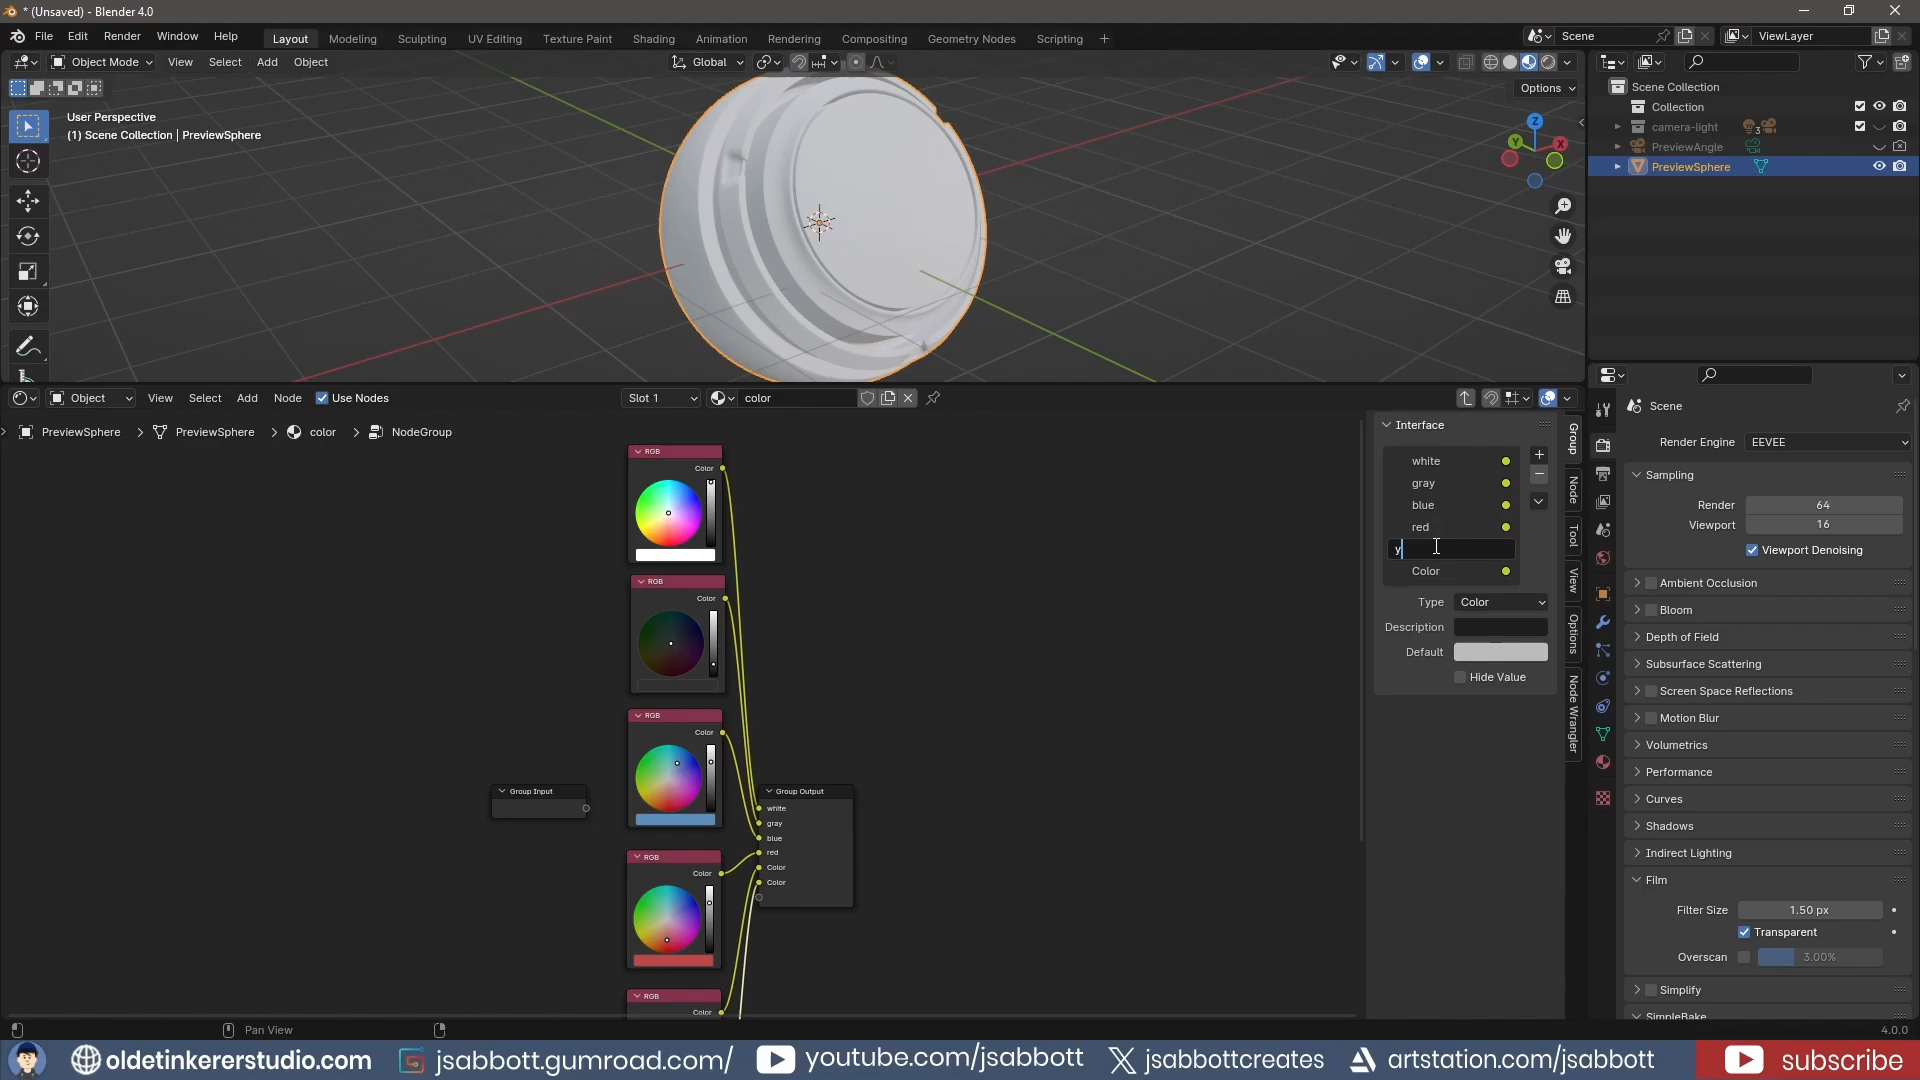 * (Unsaved) - Blender 4.0
File Edit Render Window Help
Layout Modeling Sculpting UV Editing Texture Paint Shading Animation Rendering Compositing Geometry Nodes Scripting +
Scene
ViewLayer
Object Mode View Select Add Object
Global
Options
User Perspective
(1) Scene Collection | PreviewSphere
Z
Y
X
Scene Collection
Collection
camera-light
3
PreviewAngle
PreviewSphere
Object View Select Add Node Use Nodes
Slot 1
color
PreviewSphere > PreviewSphere > color > NodeGroup
RGB
Color
RGB
Color
RGB
Color
RGB
Color
RGB
Color
Group Input
Group Output
white
gray
blue
red
Color
Color
Interface
white
gray
blue
red
y
Color
Type Color
Description
Default
Hide Value
Group
Node
Tool
View
Options
Node Wrangler
Scene
Render Engine EEVEE
Sampling
Render 64
Viewport 16
Viewport Denoising
Ambient Occlusion
Bloom
Depth of Field
Subsurface Scattering
Screen Space Reflections
Motion Blur
Volumetrics
Performance
Curves
Shadows
Indirect Lighting
Film
Filter Size 1.50 px
Transparent
Overscan 3.00%
Simplify
SimpleBake
Pan View
4.0.0
oldetinkererstudio.com jsabbott.gumroad.com/ youtube.com/jsabbott jsabbottcreates artstation.com/jsabbott subscribe